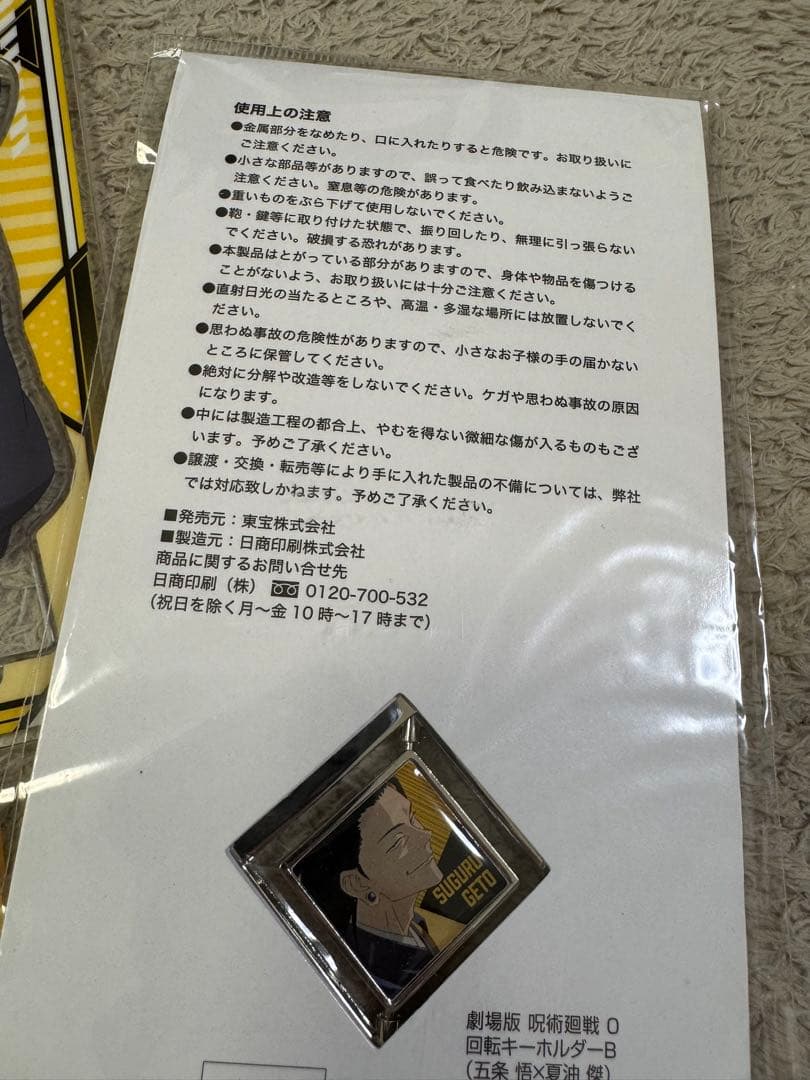 使用上の注意
●金属部分をなめたり、口に入れたりすると危険です。お取り扱いに
ご注意ください。
●小さな部品等がありますので、誤って食べたり飲み込まないようご
注意ください。窒息等の危険があります。
●重いものをぶら下げて使用しないでください。
●鞄・鍵等に取り付けた状態で、振り回したり、無理に引っ張らない
でください。破損する恐れがあります。
●本製品はとがっている部分がありますので、身体や物品を傷つける
ことがないよう、お取り扱いには十分ご注意ください。
●直射日光の当たるところや、高温・多湿な場所には放置しないでく
ださい。
●思わぬ事故の危険性がありますので、小さなお子様の手の届かない
ところに保管してください。
●絶対に分解や改造等をしないでください。ケガや思わぬ事故の原因
になります。
●中には製造工程の都合上、やむを得ない微細な傷が入るものもござ
います。予めご了承ください。
●譲渡・交換・転売等により手に入れた製品の不備については、弊社
では対応致しかねます。予めご了承ください。
■発売元：東宝株式会社
■製造元：日商印刷株式会社
商品に関するお問い合せ先
日商印刷（株） 0120-700-532
（祝日を除く月〜金10時〜17時まで）
SUGURU
GETO
劇場版 呪術廻戦 0
回転キーホルダーB
（五条 悟×夏油 傑）